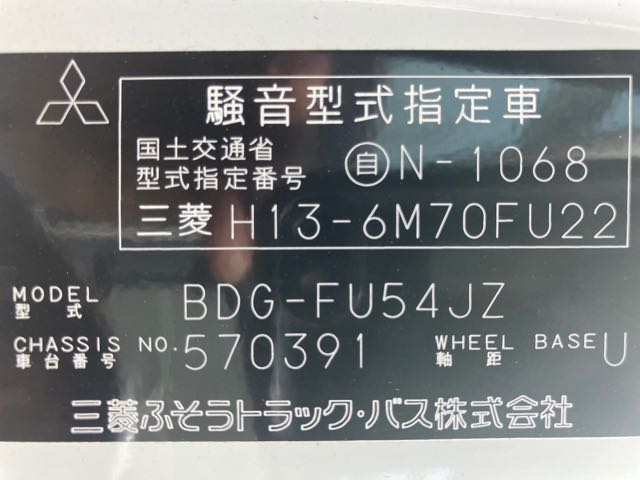 騒音型式指定車
国土交通省
型式指定番号 自 N-1068
三菱 H13-6M70FU22
MODEL
型式 BDG-FU54JZ
CHASSIS NO.
車台番号 570391 WHEEL BASE
軸距 U
三菱ふそうトラック・バス株式会社